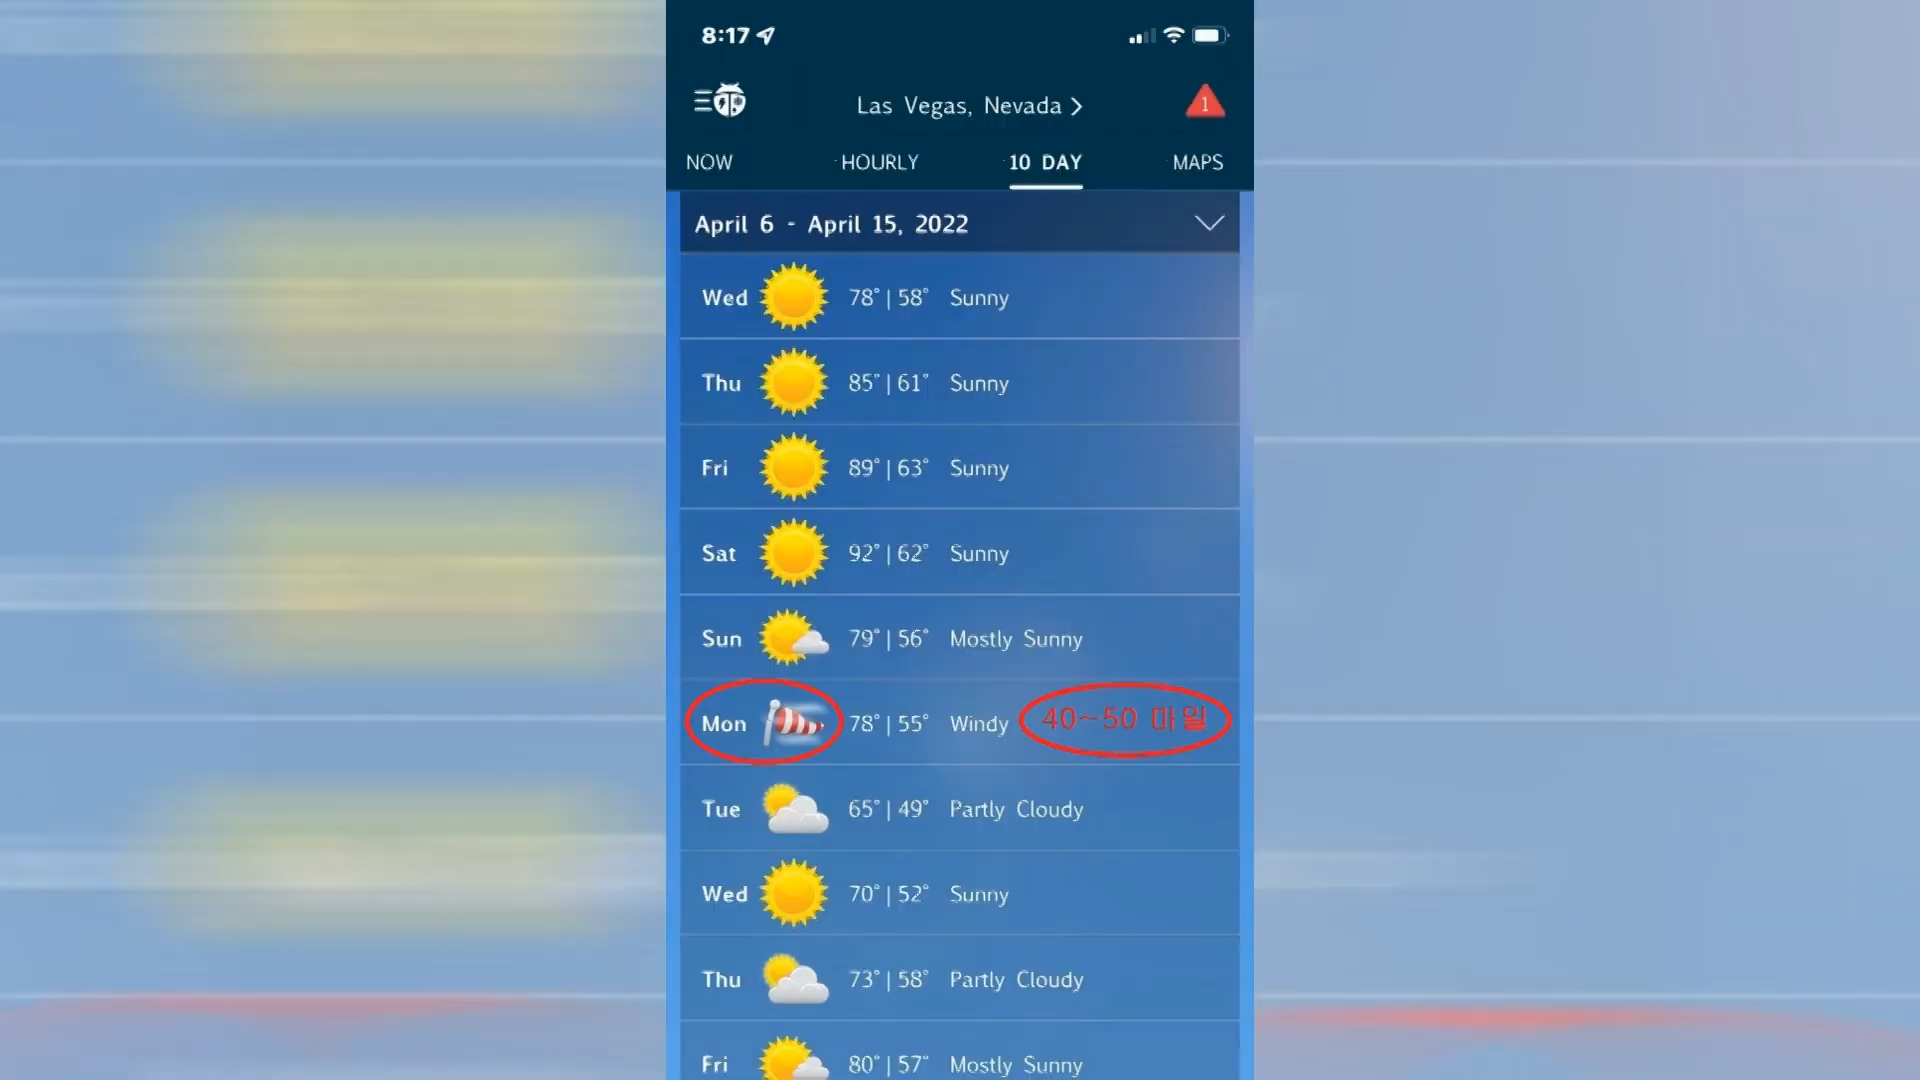 8:17
Las Vegas, Nevada
1
NOW HOURLY 10 DAY MAPS
April 6 - April 15, 2022
Wed 78° | 58° Sunny
Thu 85° | 61° Sunny
Fri 89° | 63° Sunny
Sat 92° | 62° Sunny
Sun 79° | 56° Mostly Sunny
Mon 78° | 55° Windy 40~50 마일
Tue 65° | 49° Partly Cloudy
Wed 70° | 52° Sunny
Thu 73° | 58° Partly Cloudy
Fri 80° | 57° Mostly Sunny